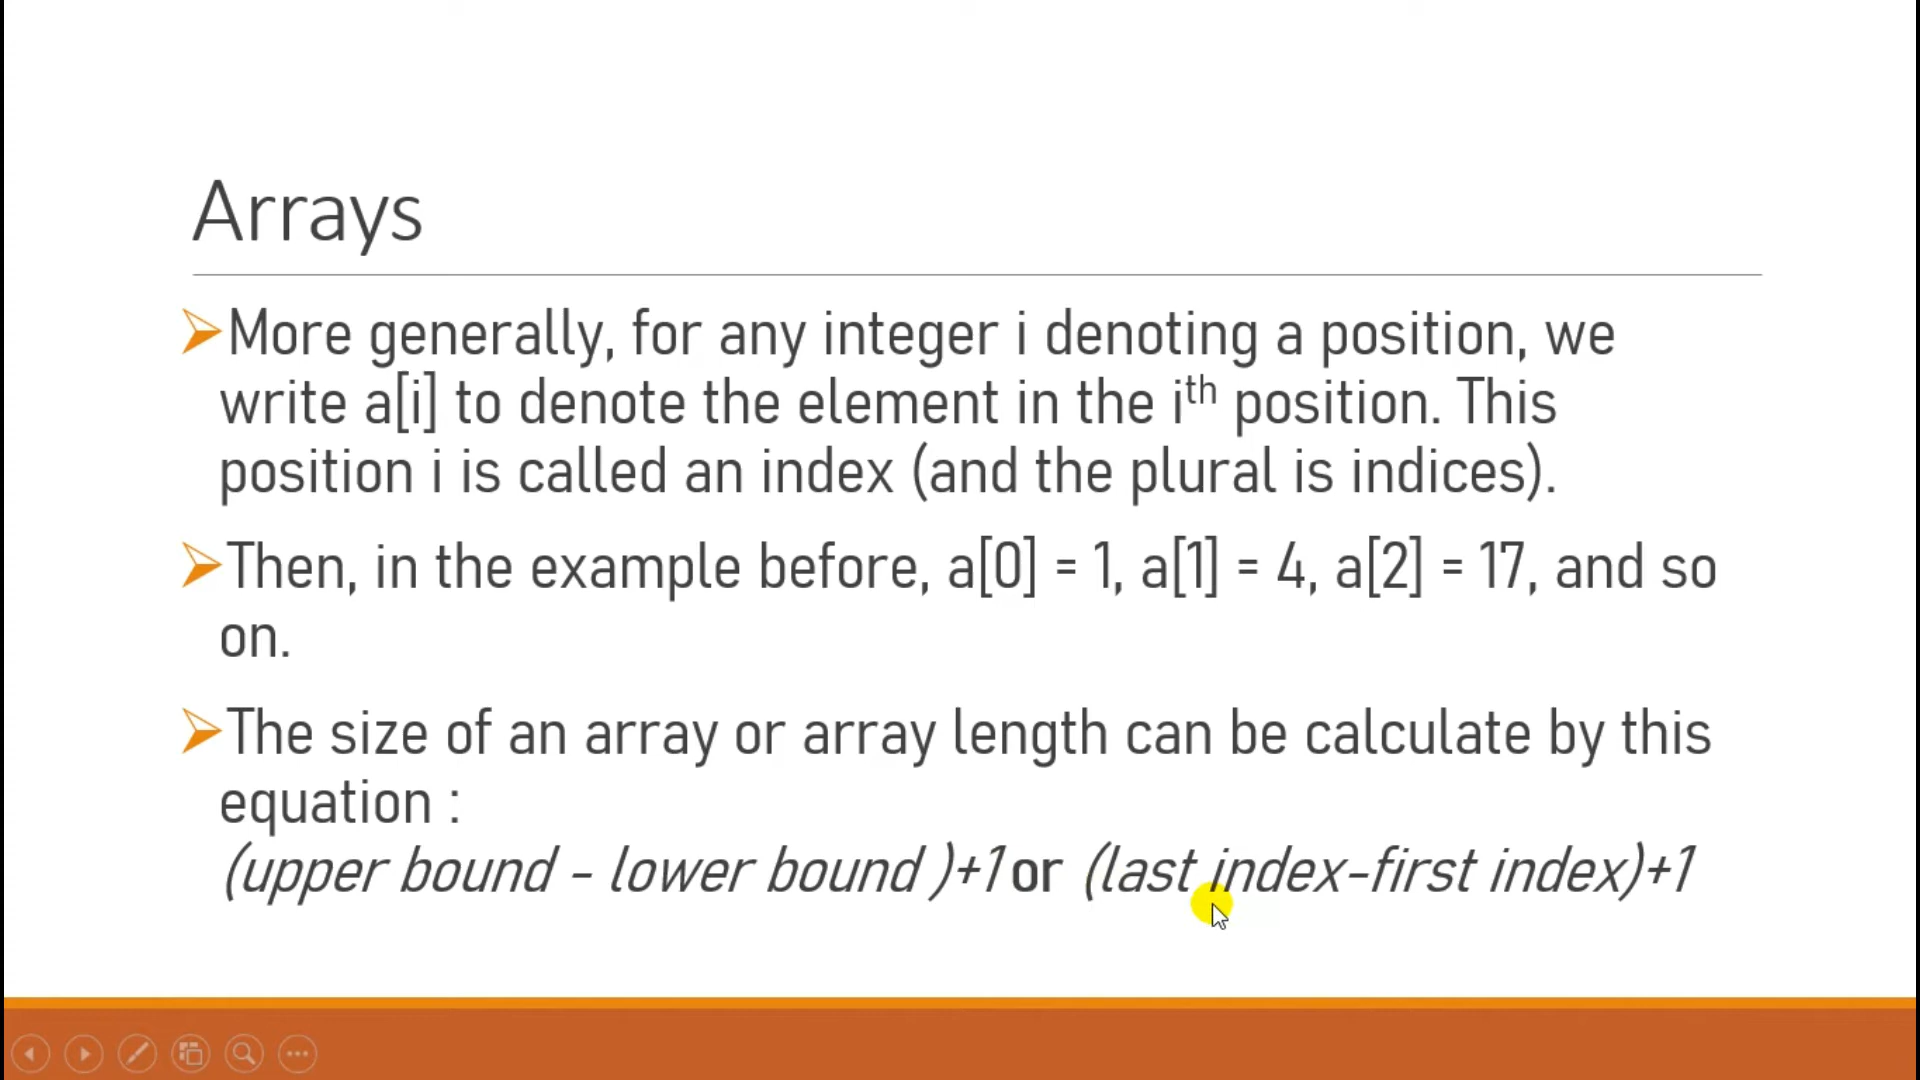 Arrays
More generally, for any integer i denoting a position, we
write a[i] to denote the element in the iᵗʰ position. This
position i is called an index (and the plural is indices).
Then, in the example before, a[0] = 1, a[1] = 4, a[2] = 17, and so
on.
The size of an array or array length can be calculate by this
equation :
(upper bound - lower bound )+1 or (last index-first index)+1